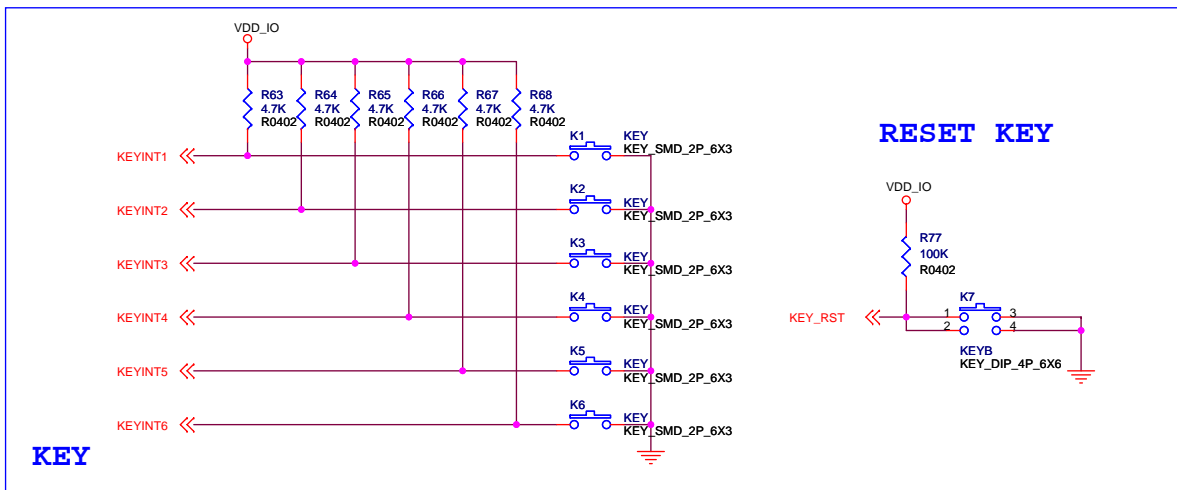 VDD_IO
R63
4.7K
R0402
R64
4.7K
R0402
R65
4.7K
R0402
R66
4.7K
R0402
R67
4.7K
R0402
R68
4.7K
R0402
KEYINT1
K1
KEY
KEY_SMD_2P_6X3
KEYINT2
K2
KEY
KEY_SMD_2P_6X3
KEYINT3
K3
KEY
KEY_SMD_2P_6X3
KEYINT4
K4
KEY
KEY_SMD_2P_6X3
KEYINT5
K5
KEY
KEY_SMD_2P_6X3
KEYINT6
K6
KEY
KEY_SMD_2P_6X3
KEY
RESET KEY
VDD_IO
R77
100K
R0402
KEY_RST
K7
1
3
2
4
KEYB
KEY_DIP_4P_6X6